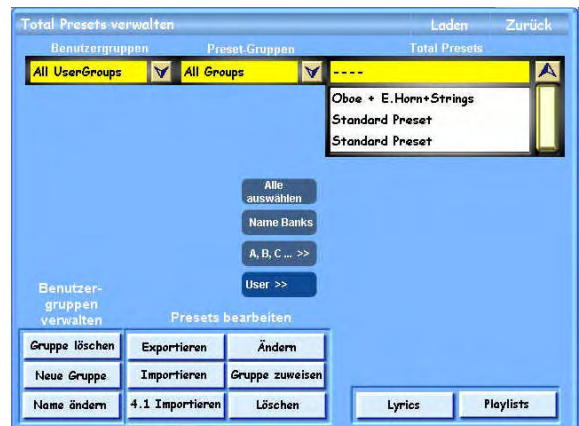 Total Presets verwalten Laden Zurück
Benutzergruppen Preset-Gruppen Total Presets
All UserGroups All Groups ----
Oboe + E.Horn+Strings
Standard Preset
Standard Preset
Alle
auswählen
Name Banks
A, B, C ... >>
User >>
Benutzer-
gruppen
verwalten
Presets bearbeiten
Gruppe löschen Exportieren Ändern
Neue Gruppe Importieren Gruppe zuweisen
Name ändern 4.1 Importieren Löschen
Lyrics Playlists